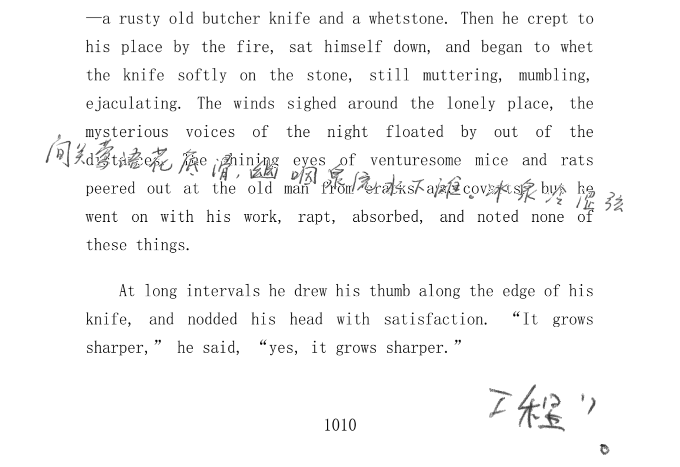 —a rusty old butcher knife and a whetstone. Then he crept to
his place by the fire, sat himself down, and began to whet
the knife softly on the stone, still muttering, mumbling,
ejaculating. The winds sighed around the lonely place, the
mysterious voices of the night floated by out of the
间关莺语花底滑，幽咽泉流水下滩。冰泉冷涩弦
distance. The shining eyes of venturesome mice and rats
peered out at the old man from cracks and coverts, but he
went on with his work, rapt, absorbed, and noted none of
these things.
At long intervals he drew his thumb along the edge of his
knife, and nodded his head with satisfaction. “It grows
sharper,” he said, “yes, it grows sharper.”
工程”
。
1010